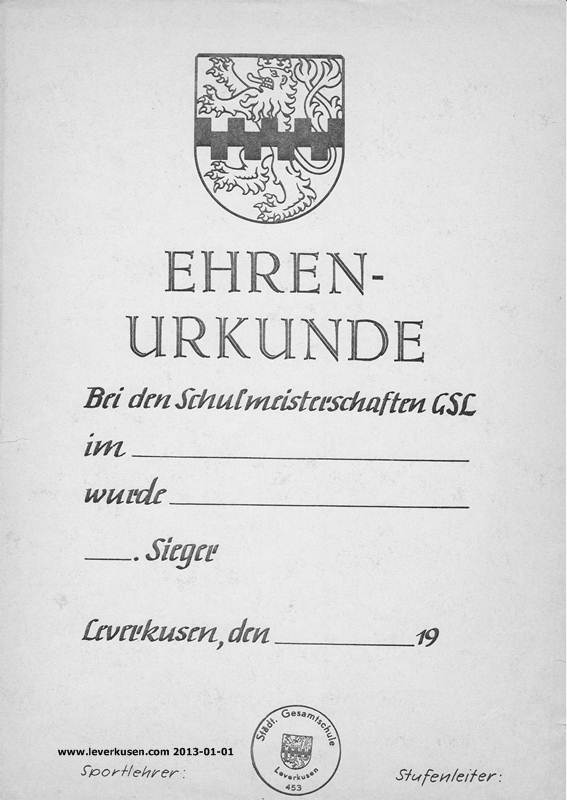 EHREN-
URKUNDE
Bei den Schulmeisterschaften GSL
im
wurde
. Sieger
Leverkusen, den 19
Städt. Gesamtschule
Leverkusen
453
www.leverkusen.com 2013-01-01
Sportlehrer:
Stufenleiter: